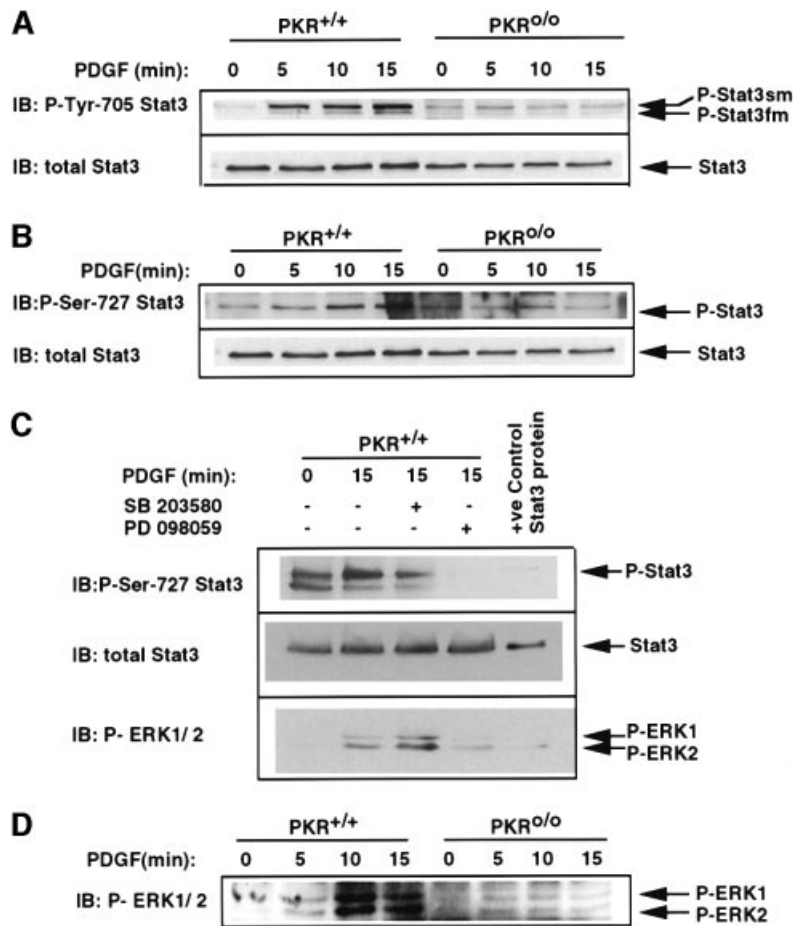 A
PKR+/+ PKRo/o
PDGF (min): 0 5 10 15 0 5 10 15
IB: P-Tyr-705 Stat3
P-Stat3sm
P-Stat3fm
IB: total Stat3
Stat3
B
PKR+/+ PKRo/o
PDGF(min): 0 5 10 15 0 5 10 15
IB:P-Ser-727 Stat3
P-Stat3
IB: total Stat3
Stat3
C
PKR+/+
+ve Control
Stat3 protein
PDGF (min): 0 15 15 15
SB 203580 - - + -
PD 098059 - - - +
IB:P-Ser-727 Stat3
P-Stat3
IB: total Stat3
Stat3
IB: P- ERK1/ 2
P-ERK1
P-ERK2
D
PKR+/+ PKRo/o
PDGF(min): 0 5 10 15 0 5 10 15
IB: P- ERK1/ 2
P-ERK1
P-ERK2